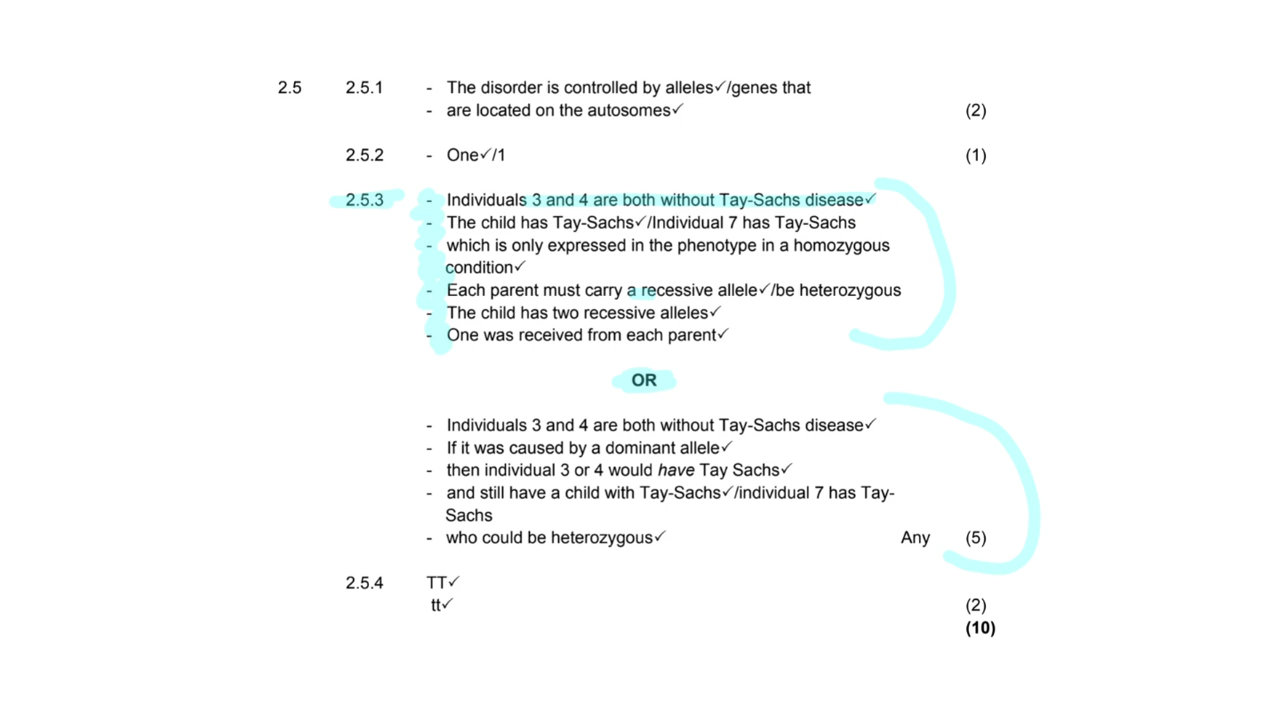 2.5 2.5.1 - The disorder is controlled by alleles✓/genes that
- are located on the autosomes✓ (2)
2.5.2 - One✓/1 (1)
2.5.3 - Individuals 3 and 4 are both without Tay-Sachs disease✓
- The child has Tay-Sachs✓/Individual 7 has Tay-Sachs
- which is only expressed in the phenotype in a homozygous
condition✓
- Each parent must carry a recessive allele✓/be heterozygous
- The child has two recessive alleles✓
- One was received from each parent✓
OR
- Individuals 3 and 4 are both without Tay-Sachs disease✓
- If it was caused by a dominant allele✓
- then individual 3 or 4 would have Tay Sachs✓
- and still have a child with Tay-Sachs✓/individual 7 has Tay-
Sachs
- who could be heterozygous✓ Any (5)
2.5.4 TT✓
tt✓ (2)
(10)